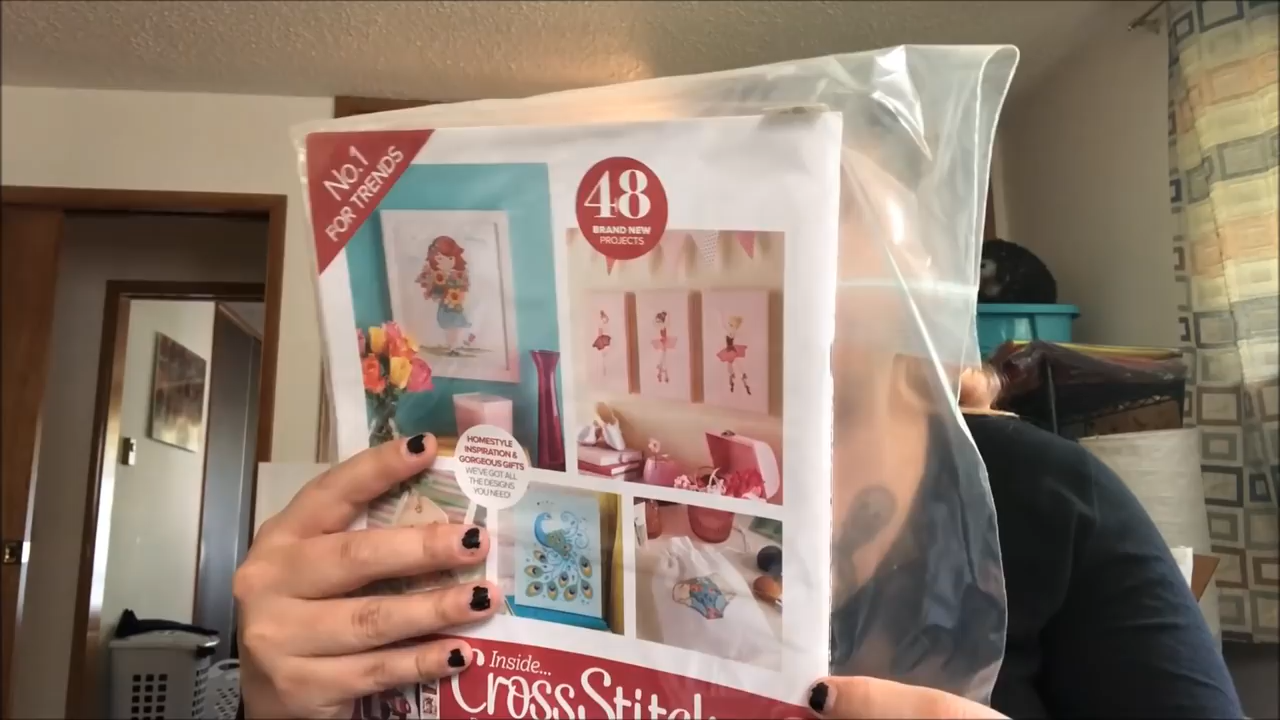 No.1
FOR TRENDS
48
BRAND NEW
PROJECTS
HOMESTYLE
INSPIRATION &
GORGEOUS GIFTS
WE'VE GOT ALL
THE DESIGNS
YOU NEED!
Inside...
CrossStitch